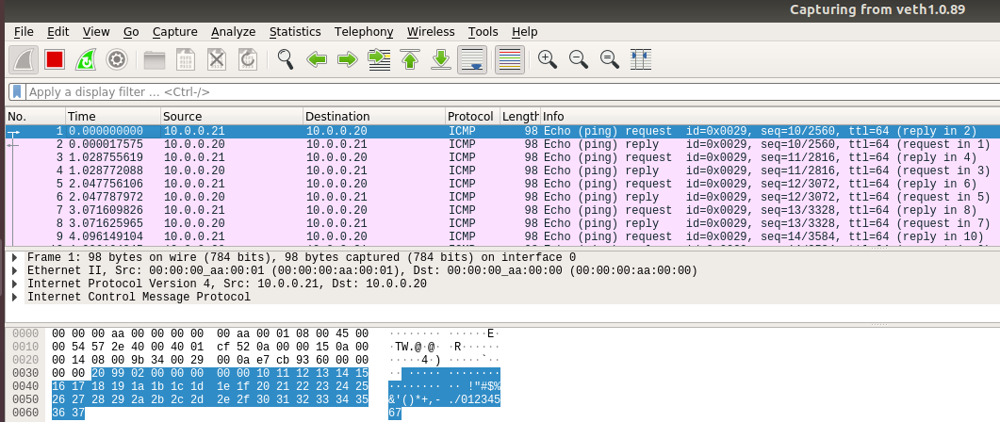 Capturing from veth1.0.89
File Edit View Go Capture Analyze Statistics Telephony Wireless Tools Help
Apply a display filter ... <Ctrl-/>
No. Time Source Destination Protocol Length Info
1 0.000000000 10.0.0.21 10.0.0.20 ICMP 98 Echo (ping) request id=0x0029, seq=10/2560, ttl=64 (reply in 2)
2 0.000017575 10.0.0.20 10.0.0.21 ICMP 98 Echo (ping) reply id=0x0029, seq=10/2560, ttl=64 (request in 1)
3 1.028755619 10.0.0.21 10.0.0.20 ICMP 98 Echo (ping) request id=0x0029, seq=11/2816, ttl=64 (reply in 4)
4 1.028772088 10.0.0.20 10.0.0.21 ICMP 98 Echo (ping) reply id=0x0029, seq=11/2816, ttl=64 (request in 3)
5 2.047756106 10.0.0.21 10.0.0.20 ICMP 98 Echo (ping) request id=0x0029, seq=12/3072, ttl=64 (reply in 6)
6 2.047787972 10.0.0.20 10.0.0.21 ICMP 98 Echo (ping) reply id=0x0029, seq=12/3072, ttl=64 (request in 5)
7 3.071609826 10.0.0.21 10.0.0.20 ICMP 98 Echo (ping) request id=0x0029, seq=13/3328, ttl=64 (reply in 8)
8 3.071625965 10.0.0.20 10.0.0.21 ICMP 98 Echo (ping) reply id=0x0029, seq=13/3328, ttl=64 (request in 7)
9 4.096149104 10.0.0.21 10.0.0.20 ICMP 98 Echo (ping) request id=0x0029, seq=14/3584, ttl=64 (reply in 10)
Frame 1: 98 bytes on wire (784 bits), 98 bytes captured (784 bits) on interface 0
Ethernet II, Src: 00:00:00_aa:00:01 (00:00:00:aa:00:01), Dst: 00:00:00_aa:00:00 (00:00:00:aa:00:00)
Internet Protocol Version 4, Src: 10.0.0.21, Dst: 10.0.0.20
Internet Control Message Protocol
0000 00 00 00 aa 00 00 00 00 00 aa 00 01 08 00 45 00 ········ ······E·
0010 00 54 57 2e 40 00 40 01 cf 52 0a 00 00 15 0a 00 ·TW.@·@· ·R······
0020 00 14 08 00 9b 34 00 29 00 0a e7 cb 93 60 00 00 ·····4·) ·····`··
0030 00 00 20 99 02 00 00 00 00 00 10 11 12 13 14 15 ·· ····· ········
0040 16 17 18 19 1a 1b 1c 1d 1e 1f 20 21 22 23 24 25 ········ ·· !"#$%
0050 26 27 28 29 2a 2b 2c 2d 2e 2f 30 31 32 33 34 35 &'()*+,- ./012345
0060 36 37 67